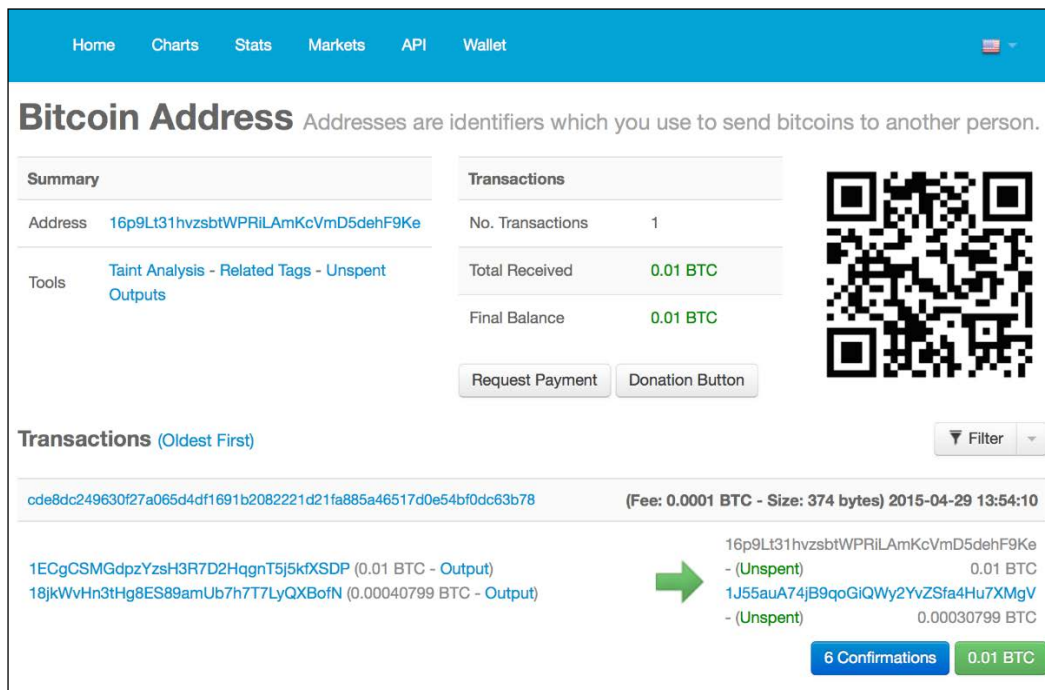 Home Charts Stats Markets API Wallet
Bitcoin Address Addresses are identifiers which you use to send bitcoins to another person.
Summary
Address 16p9Lt31hvzsbtWPRiLAmKcVmD5dehF9Ke
Tools Taint Analysis - Related Tags - Unspent
Outputs
Transactions
No. Transactions 1
Total Received 0.01 BTC
Final Balance 0.01 BTC
Request Payment Donation Button
Transactions (Oldest First)
Filter
cde8dc249630f27a065d4df1691b2082221d21fa885a46517d0e54bf0dc63b78 (Fee: 0.0001 BTC - Size: 374 bytes) 2015-04-29 13:54:10
1ECgCSMGdpzYzsH3R7D2HqgnT5j5kfXSDP (0.01 BTC - Output)
18jkWvHn3tHg8ES89amUb7h7T7LyQXBofN (0.00040799 BTC - Output)
16p9Lt31hvzsbtWPRiLAmKcVmD5dehF9Ke
- (Unspent) 0.01 BTC
1J55auA74jB9qoGiQWy2YvZSfa4Hu7XMgV
- (Unspent) 0.00030799 BTC
6 Confirmations 0.01 BTC